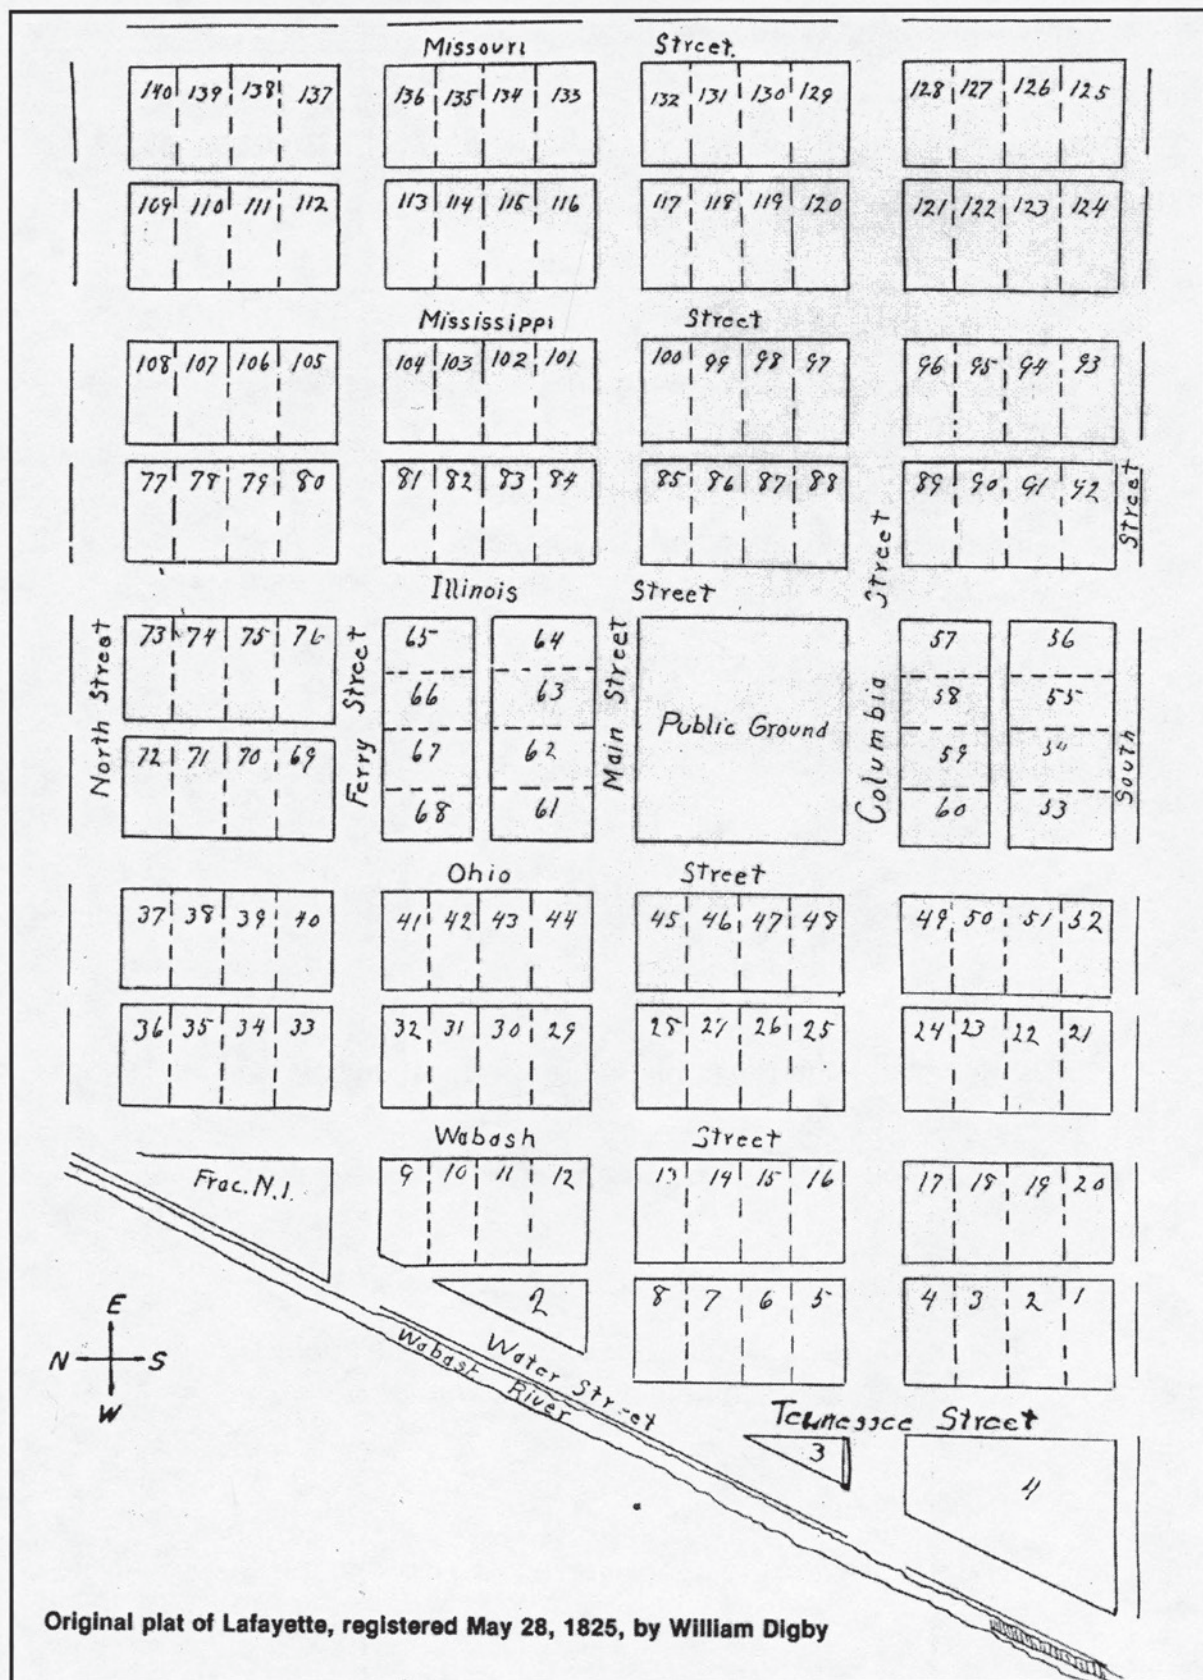 Missouri Street.
140 139 138 137 136 135 134 133 132 131 130 129 128 127 126 125
109 110 111 112 113 114 115 116 117 118 119 120 121 122 123 124
Mississippi Street
108 107 106 105 104 103 102 101 100 99 98 97 96 95 94 93
77 78 79 80 81 82 83 84 85 86 87 88 89 90 91 92
Illinois Street
North Street
Ferry Street
Main Street
Columbia Street
South Street
73 74 75 76 65 64 57 56
66 63 58 55
Public Ground
72 71 70 69 67 62 59 54
68 61 60 53
Ohio Street
37 38 39 40 41 42 43 44 45 46 47 48 49 50 51 52
36 35 34 33 32 31 30 29 28 27 26 25 24 23 22 21
Wabash Street
Frac. N.1. 9 10 11 12 13 14 15 16 17 18 19 20
2 8 7 6 5 4 3 2 1
E
N S
W
Water Street
Wabash River
Tennessee Street
3 4
Original plat of Lafayette, registered May 28, 1825, by William Digby